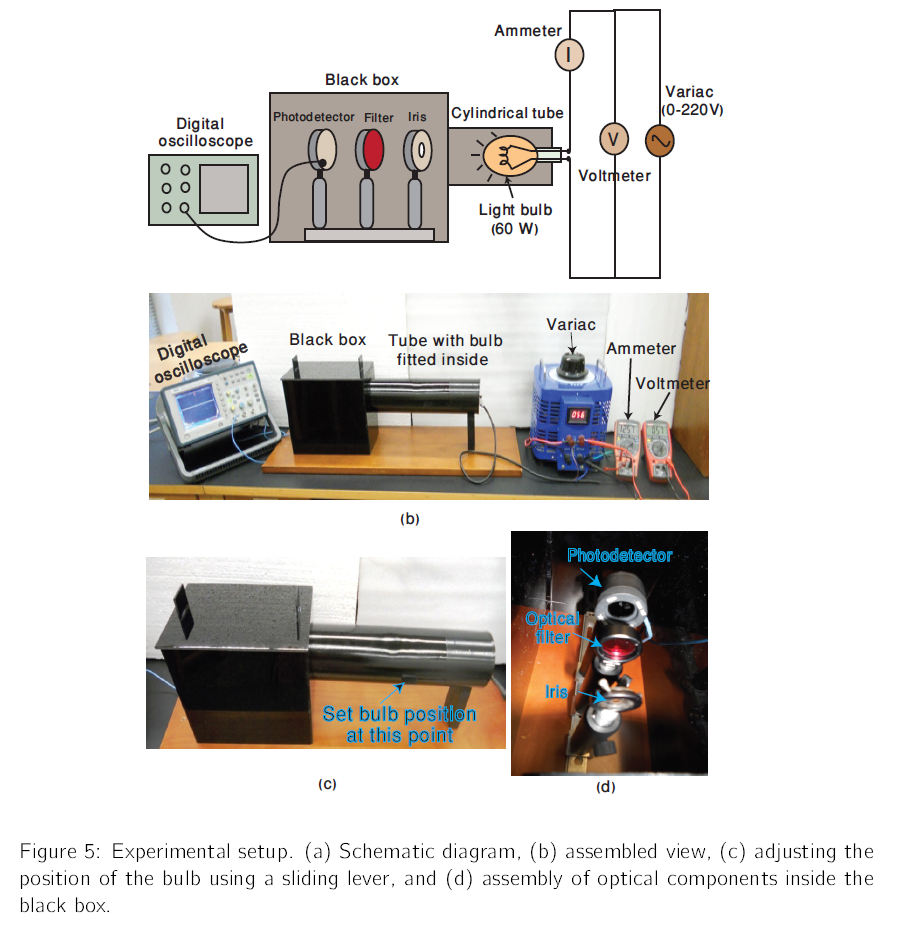 Ammeter
I
Black box
Variac
(0-220V)
Cylindrical tube
Photodetector Filter Iris
Digital
oscilloscope
V
Voltmeter
Light bulb
(60 W)
Variac
Black box
Tube with bulb
fitted inside
Digital
oscilloscope
Ammeter
Voltmeter
(b)
Photodetector
Optical
filter
Iris
Set bulb position
at this point
(c)
(d)
Figure 5: Experimental setup. (a) Schematic diagram, (b) assembled view, (c) adjusting the
position of the bulb using a sliding lever, and (d) assembly of optical components inside the
black box.